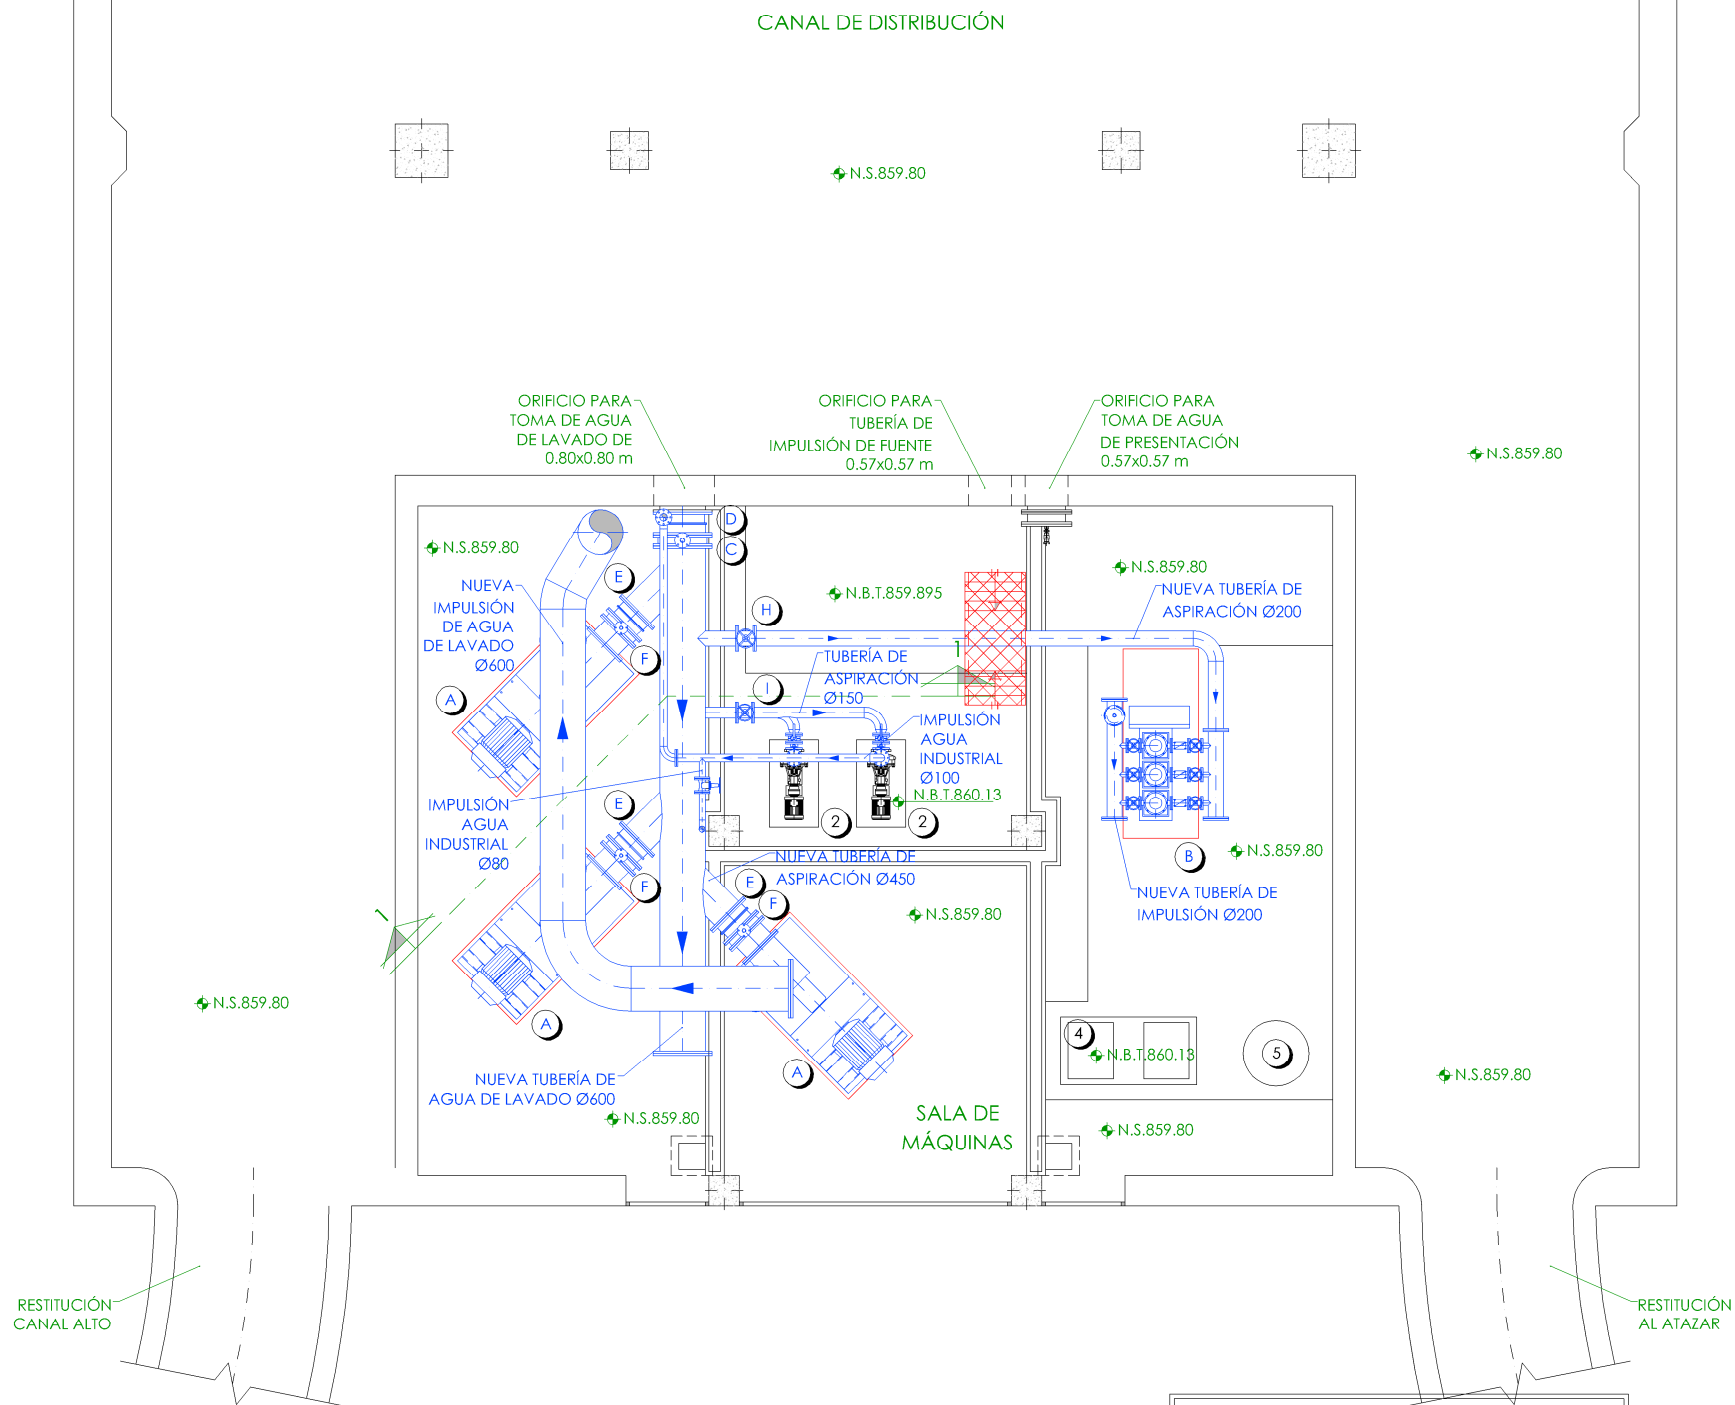 CANAL DE DISTRIBUCIÓN
N.S.859.80
ORIFICIO PARA
TOMA DE AGUA
DE LAVADO DE
0.80x0.80 m
ORIFICIO PARA
TUBERÍA DE
IMPULSIÓN DE FUENTE
0.57x0.57 m
ORIFICIO PARA
TOMA DE AGUA
DE PRESENTACIÓN
0.57x0.57 m
N.S.859.80
D
C
N.S.859.80
N.S.859.80
E
NUEVA
IMPULSIÓN
DE AGUA
DE LAVADO
Ø600
N.B.T.859.895
NUEVA TUBERÍA DE
ASPIRACIÓN Ø200
H
F
1
TUBERÍA DE
ASPIRACIÓN
Ø150
A
I
IMPULSIÓN
AGUA
INDUSTRIAL
Ø100
N.B.T.860.13
E
IMPULSIÓN
AGUA
INDUSTRIAL
Ø80
2
2
N.S.859.80
B
NUEVA TUBERÍA DE
ASPIRACIÓN Ø450
F
E
F
NUEVA TUBERÍA DE
IMPULSIÓN Ø200
1
N.S.859.80
N.S.859.80
A
4
N.B.T.860.13
5
A
N.S.859.80
NUEVA TUBERÍA DE
AGUA DE LAVADO Ø600
N.S.859.80
SALA DE
MÁQUINAS
N.S.859.80
RESTITUCIÓN
CANAL ALTO
RESTITUCIÓN
AL ATAZAR